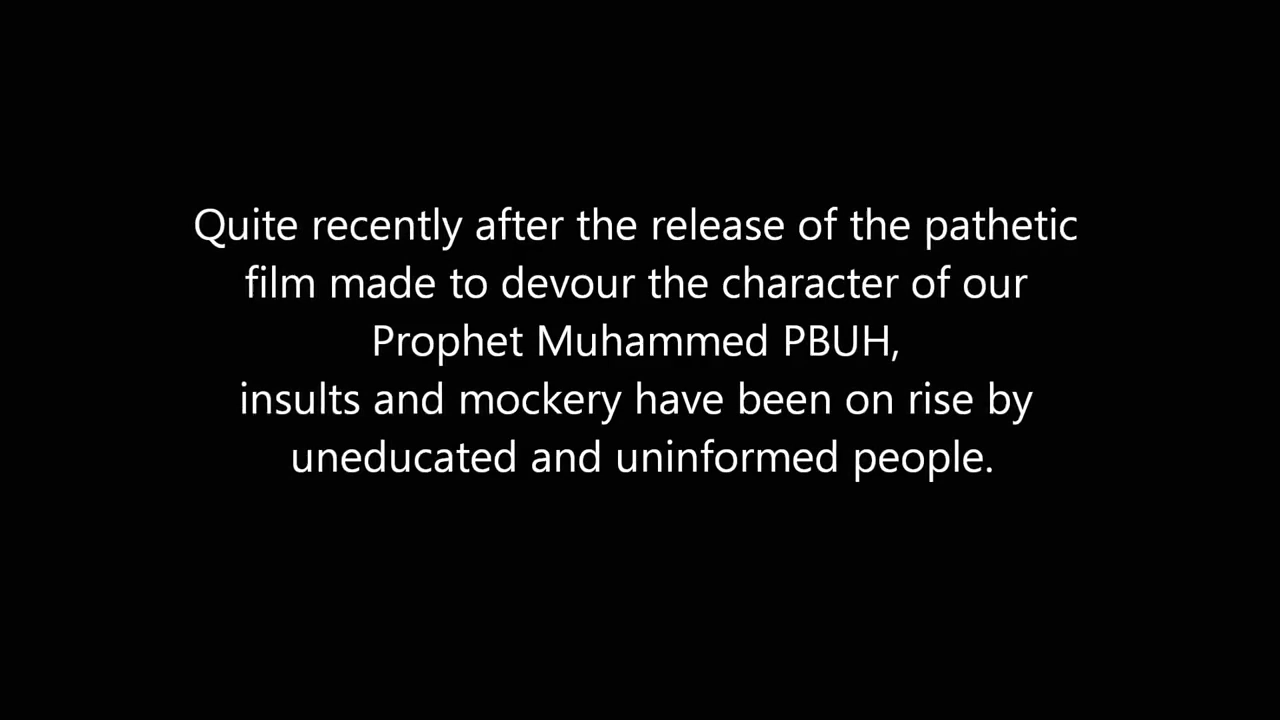 Quite recently after the release of the pathetic
film made to devour the character of our
Prophet Muhammed PBUH,
insults and mockery have been on rise by
uneducated and uninformed people.